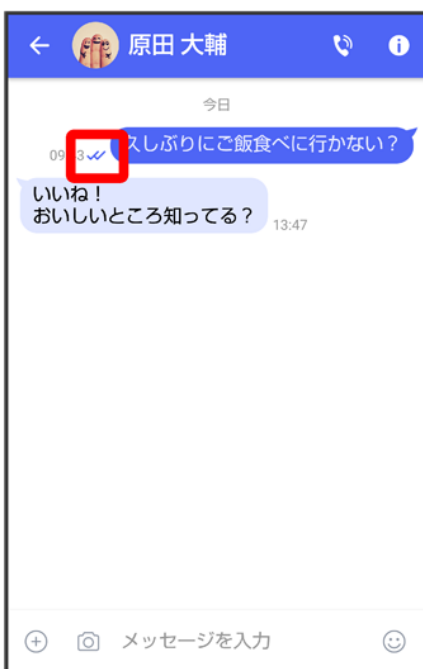 原田 大輔
今日
久しぶりにご飯食べに行かない？
いいね！
おいしいところ知ってる？
13:47
メッセージを入力